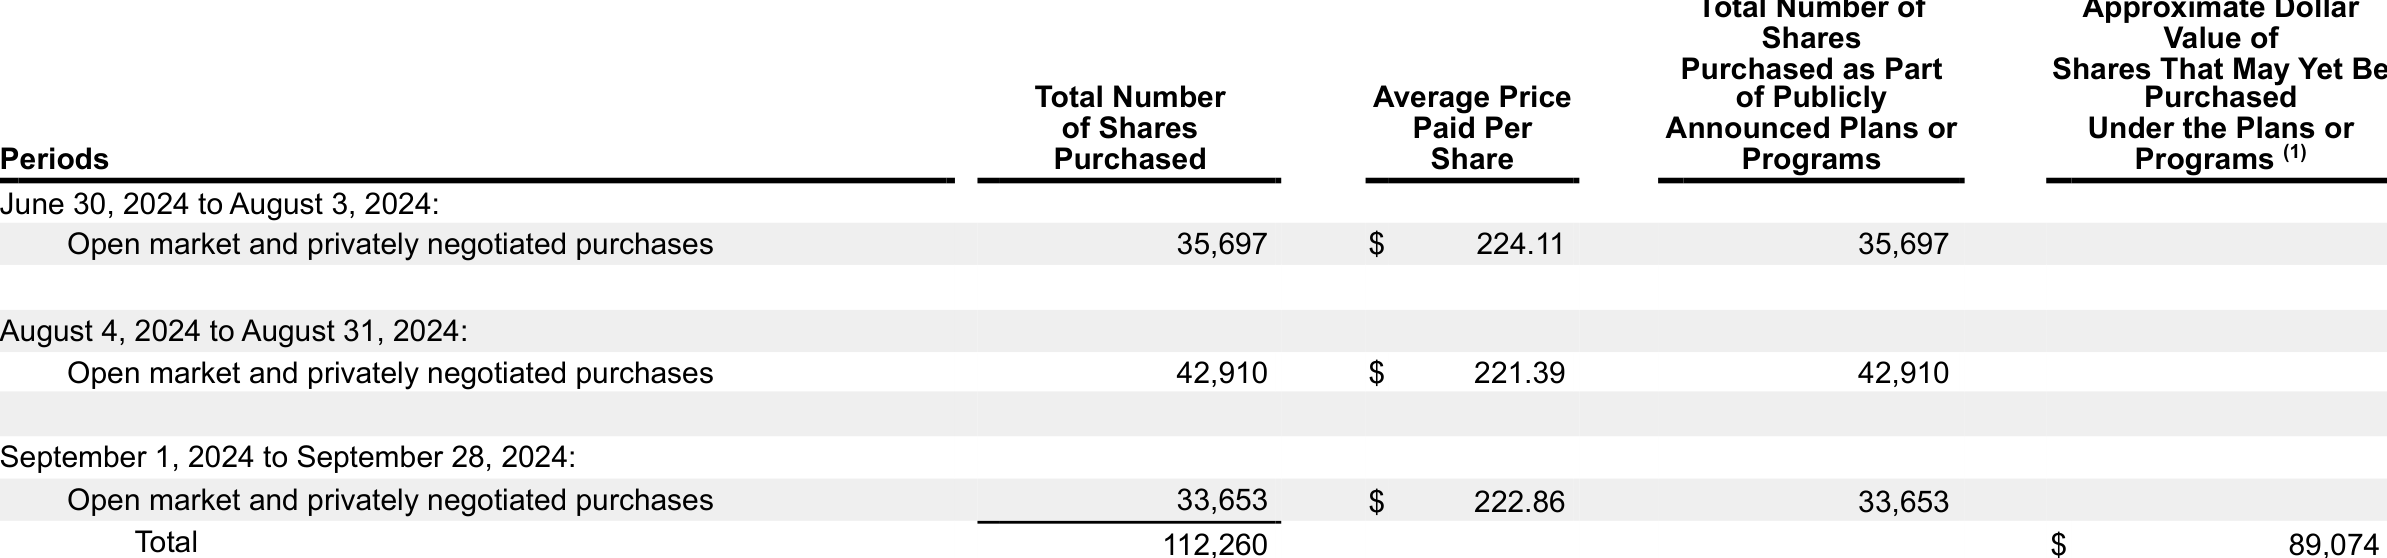 Total Number of
Shares
Purchased as Part
of Publicly
Announced Plans or
Programs
Approximate Dollar
Value of
Shares That May Yet Be
Purchased
Under the Plans or
Programs (1)
Total Number
of Shares
Purchased
Average Price
Paid Per
Share
Periods
June 30, 2024 to August 3, 2024:
Open market and privately negotiated purchases 35,697 $ 224.11 35,697
August 4, 2024 to August 31, 2024:
Open market and privately negotiated purchases 42,910 $ 221.39 42,910
September 1, 2024 to September 28, 2024:
Open market and privately negotiated purchases 33,653 $ 222.86 33,653
Total 112,260 $ 89,074